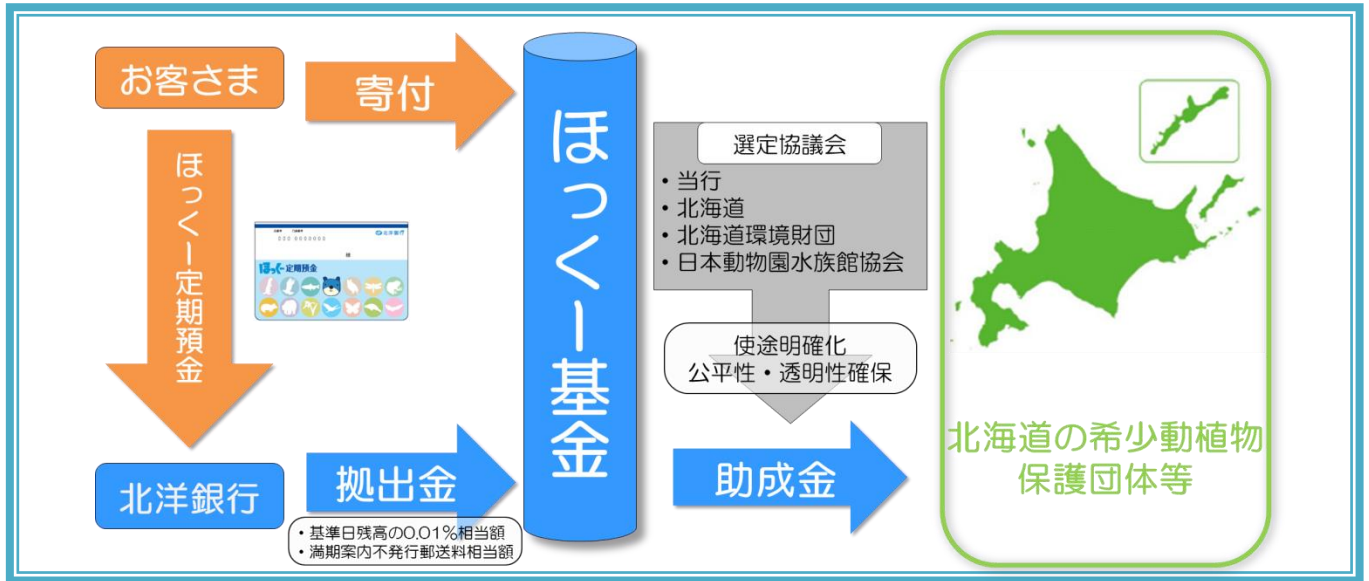 お客さま
寄付
ほっくー定期預金
北洋銀行
ほっくー定期預金
北洋銀行
拠出金
・基準日残高の0.01%相当額
・満期案内不発行郵送料相当額
ほっくー基金
選定協議会
・当行
・北海道
・北海道環境財団
・日本動物園水族館協会
使途明確化
公平性・透明性確保
助成金
北海道の希少動植物
保護団体等